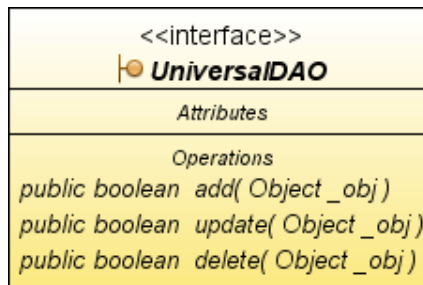 <<interface>>
UniversalDAO
Attributes
Operations
public boolean add( Object _obj )
public boolean update( Object _obj )
public boolean delete( Object _obj )